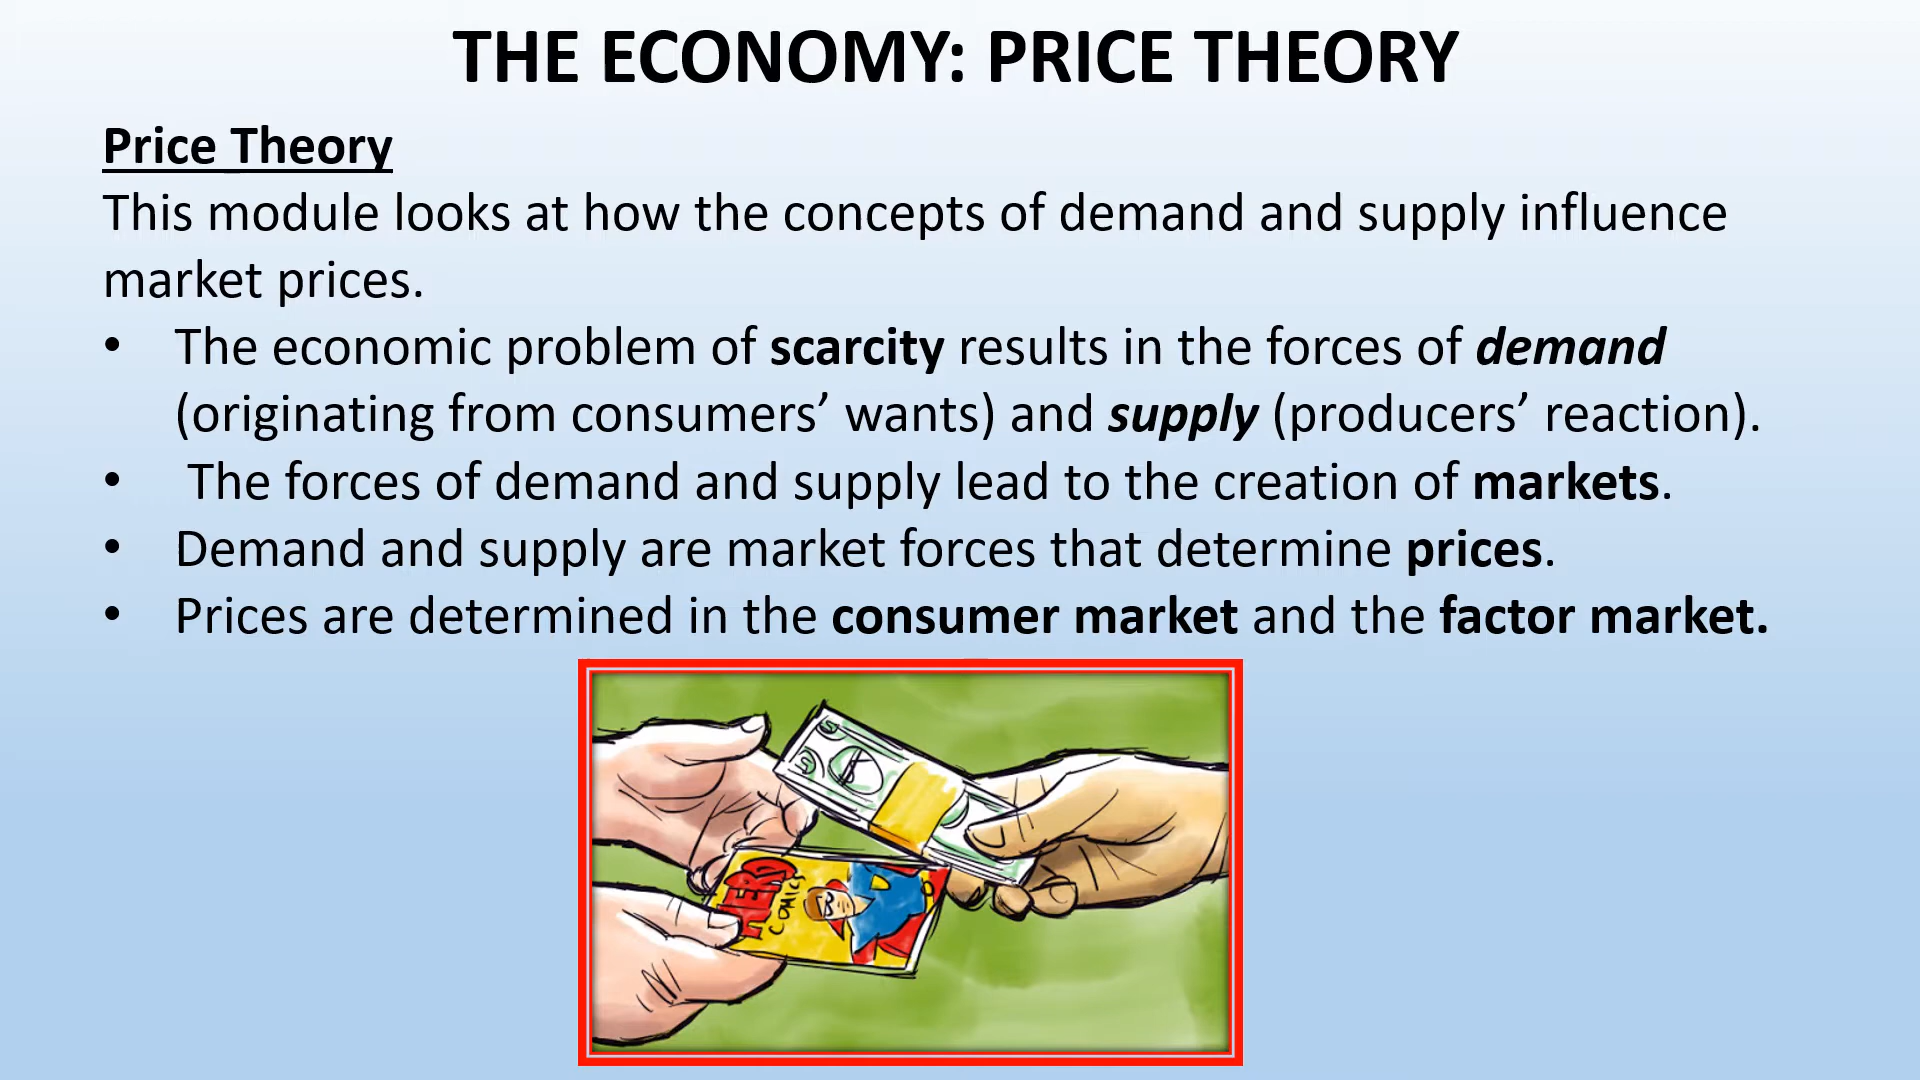 THE ECONOMY: PRICE THEORY
Price Theory
This module looks at how the concepts of demand and supply influence
market prices.
• The economic problem of scarcity results in the forces of demand
(originating from consumers’ wants) and supply (producers’ reaction).
• The forces of demand and supply lead to the creation of markets.
• Demand and supply are market forces that determine prices.
• Prices are determined in the consumer market and the factor market.
HERO
COMICS